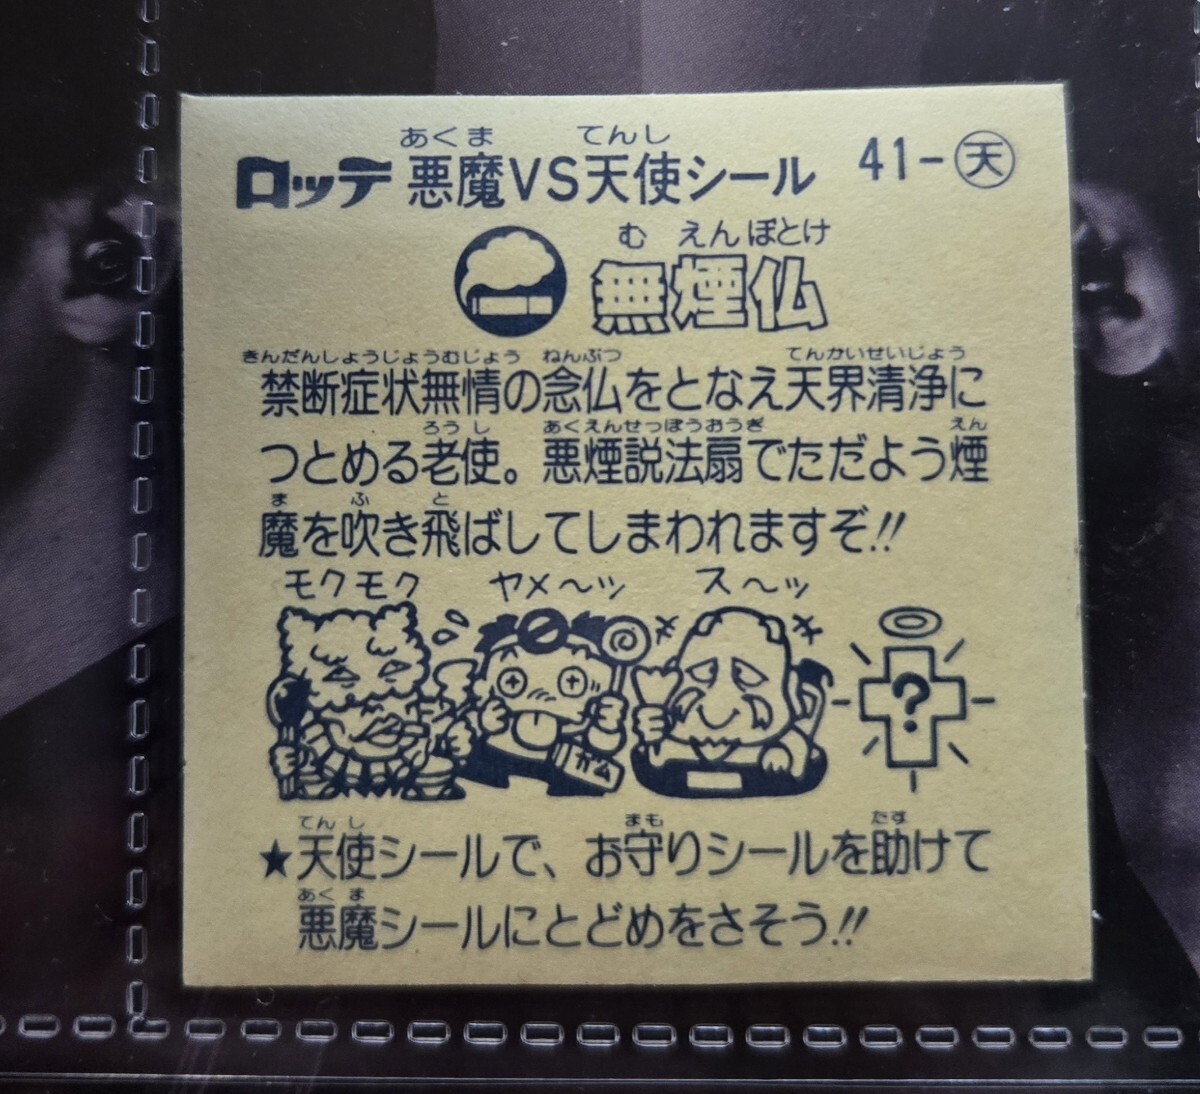 あくま てんし
ロッテ 悪魔VS天使シール 41-天
む えんぼとけ
無煙仏
きんだんしょうじょうむじょう ねんぶつ てんかいせいじょう
禁断症状無情の念仏をとなえ天界清浄に
ろうし あくえんせっぽうおうぎ えん
つとめる老使。悪煙説法扇でただよう煙
ま ふ と
魔を吹き飛ばしてしまわれますぞ!!
モクモク ヤメ～ッ ス～ッ
?
ガム
てんし まも たす
★天使シールで、お守りシールを助けて
あくま
悪魔シールにとどめをさそう!!